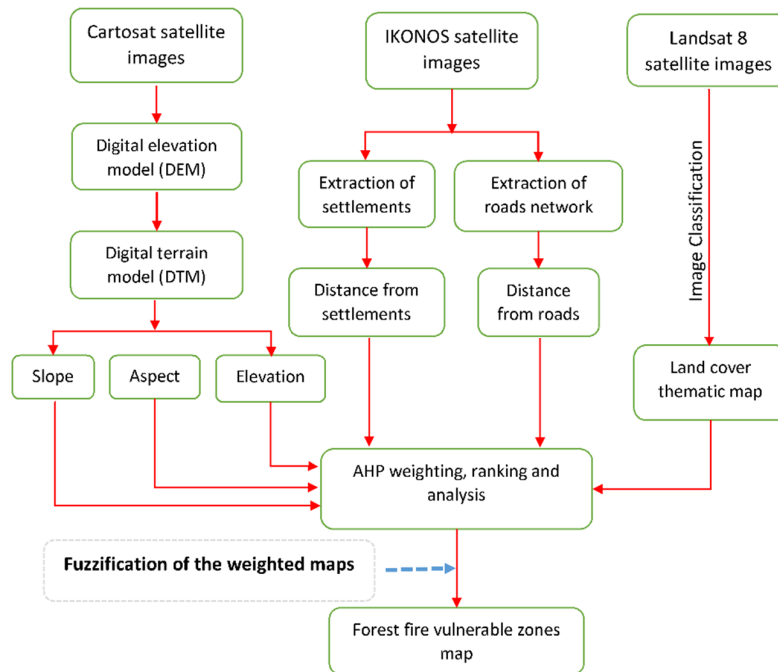 Cartosat satellite
images
IKONOS satellite
images
Landsat 8
satellite images
Digital elevation
model (DEM)
Extraction of
settlements
Extraction of
roads network
Image Classification
Digital terrain
model (DTM)
Distance from
settlements
Distance
from roads
Slope
Aspect
Elevation
Land cover
thematic map
AHP weighting, ranking and
analysis
Fuzzification of the weighted maps
Forest fire vulnerable zones
map